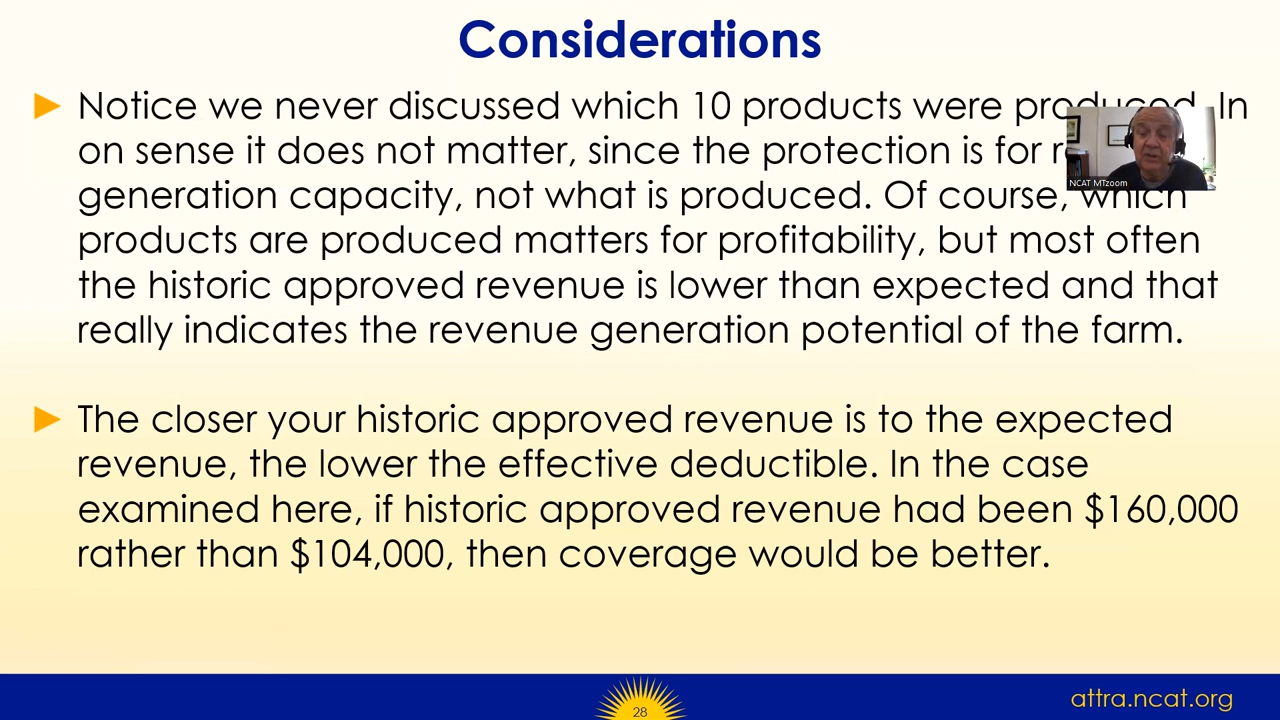 Considerations
Notice we never discussed which 10 products were produced. In
on sense it does not matter, since the protection is for
generation capacity, not what is produced. Of course, which
products are produced matters for profitability, but most often
the historic approved revenue is lower than expected and that
really indicates the revenue generation potential of the farm.
The closer your historic approved revenue is to the expected
revenue, the lower the effective deductible. In the case
examined here, if historic approved revenue had been $160,000
rather than $104,000, then coverage would be better.
NCAT MTzoom
28
attra.ncat.org